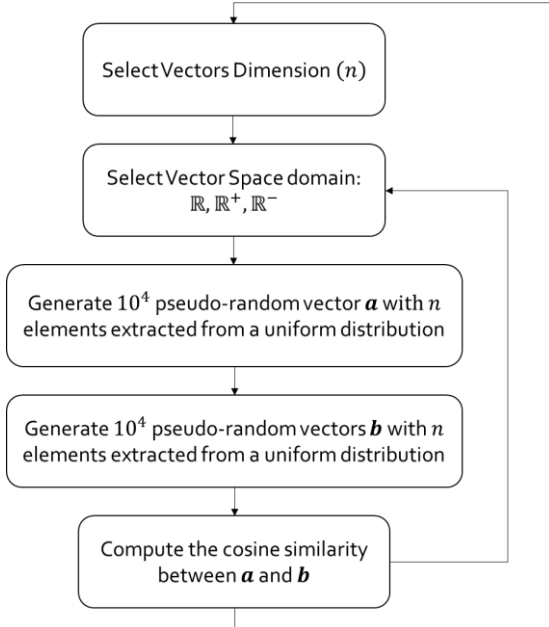 Select Vectors Dimension (𝑛)
Select Vector Space domain:
ℝ, ℝ⁺, ℝ⁻
Generate 10⁴ pseudo-random vector 𝒂 with 𝑛
elements extracted from a uniform distribution
Generate 10⁴ pseudo-random vectors 𝒃 with 𝑛
elements extracted from a uniform distribution
Compute the cosine similarity
between 𝒂 and 𝒃